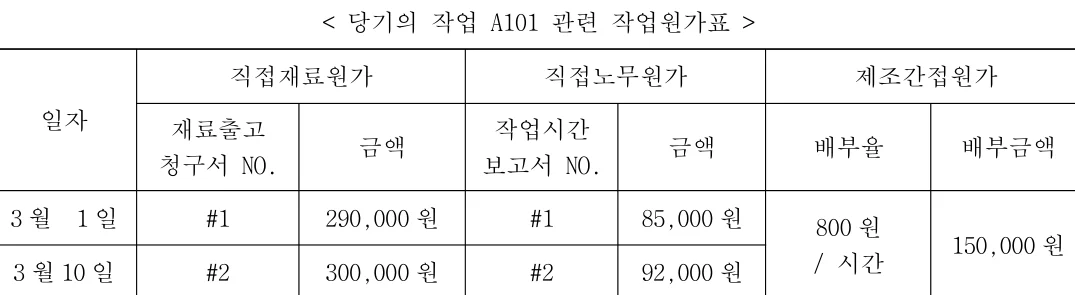 < 당기의 작업 A101 관련 작업원가표 >
일자 직접재료원가 직접노무원가 제조간접원가
재료출고 청구서 NO. 금액 작업시간 보고서 NO. 금액 배부율 배부금액
3월 1일 #1 290,000원 #1 85,000원 800원 / 시간 150,000원
3월 10일 #2 300,000원 #2 92,000원